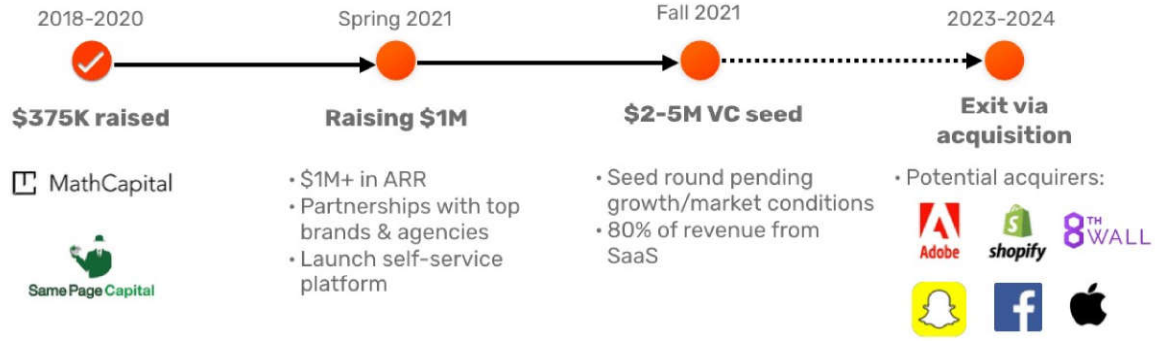 2018-2020
$375K raised
MathCapital
Same Page Capital
Spring 2021
Raising $1M
• $1M+ in ARR
• Partnerships with top
brands & agencies
• Launch self-service
platform
Fall 2021
$2-5M VC seed
• Seed round pending
growth/market conditions
• 80% of revenue from
SaaS
2023-2024
Exit via
acquisition
• Potential acquirers:
Adobe
shopify
8TH WALL